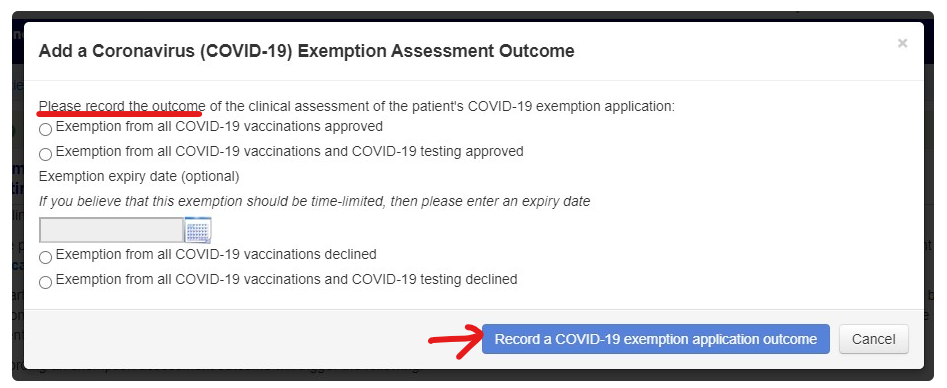 Add a Coronavirus (COVID-19) Exemption Assessment Outcome
×
Please record the outcome of the clinical assessment of the patient's COVID-19 exemption application:
Exemption from all COVID-19 vaccinations approved
Exemption from all COVID-19 vaccinations and COVID-19 testing approved
Exemption expiry date (optional)
If you believe that this exemption should be time-limited, then please enter an expiry date
Exemption from all COVID-19 vaccinations declined
Exemption from all COVID-19 vaccinations and COVID-19 testing declined
Record a COVID-19 exemption application outcome
Cancel